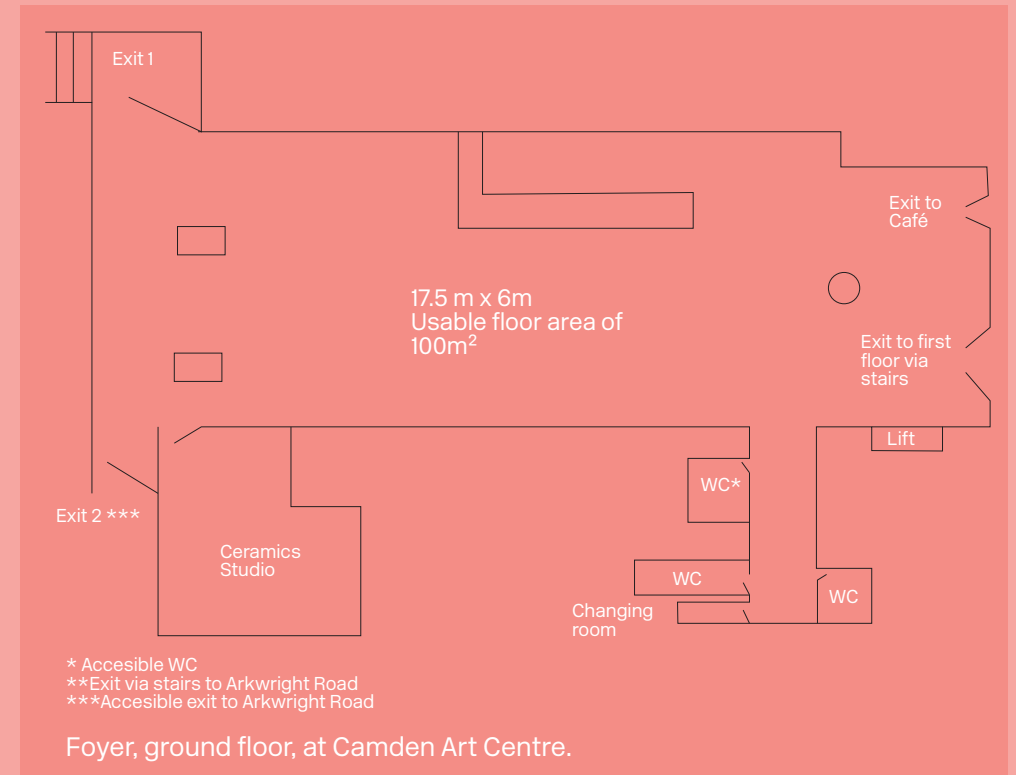 Exit 1
Exit to
Café
17.5 m x 6m
Usable floor area of
100m²
Exit to first
floor via
stairs
Lift
WC*
Exit 2 ***
Ceramics
Studio
WC
WC
Changing
room
* Accesible WC
**Exit via stairs to Arkwright Road
***Accesible exit to Arkwright Road
Foyer, ground floor, at Camden Art Centre.